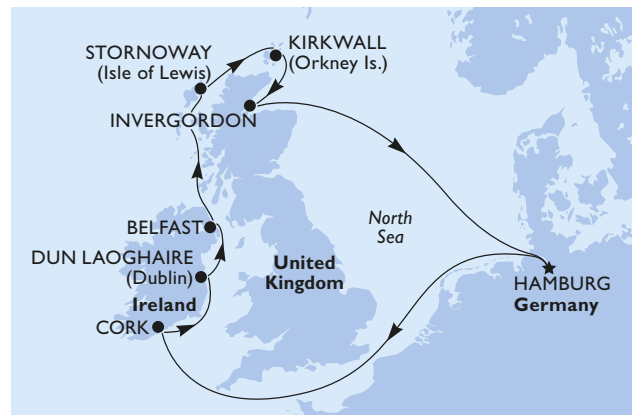 STORNOWAY
(Isle of Lewis)
KIRKWALL
(Orkney Is.)
INVERGORDON
BELFAST
North
Sea
DUN LAOGHAIRE
(Dublin)
United
Kingdom
HAMBURG
Germany
Ireland
CORK